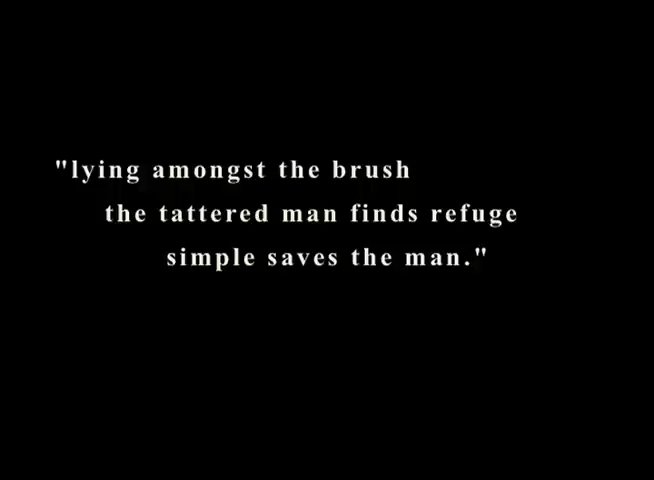 "lying amongst the brush
the tattered man finds refuge
simple saves the man."